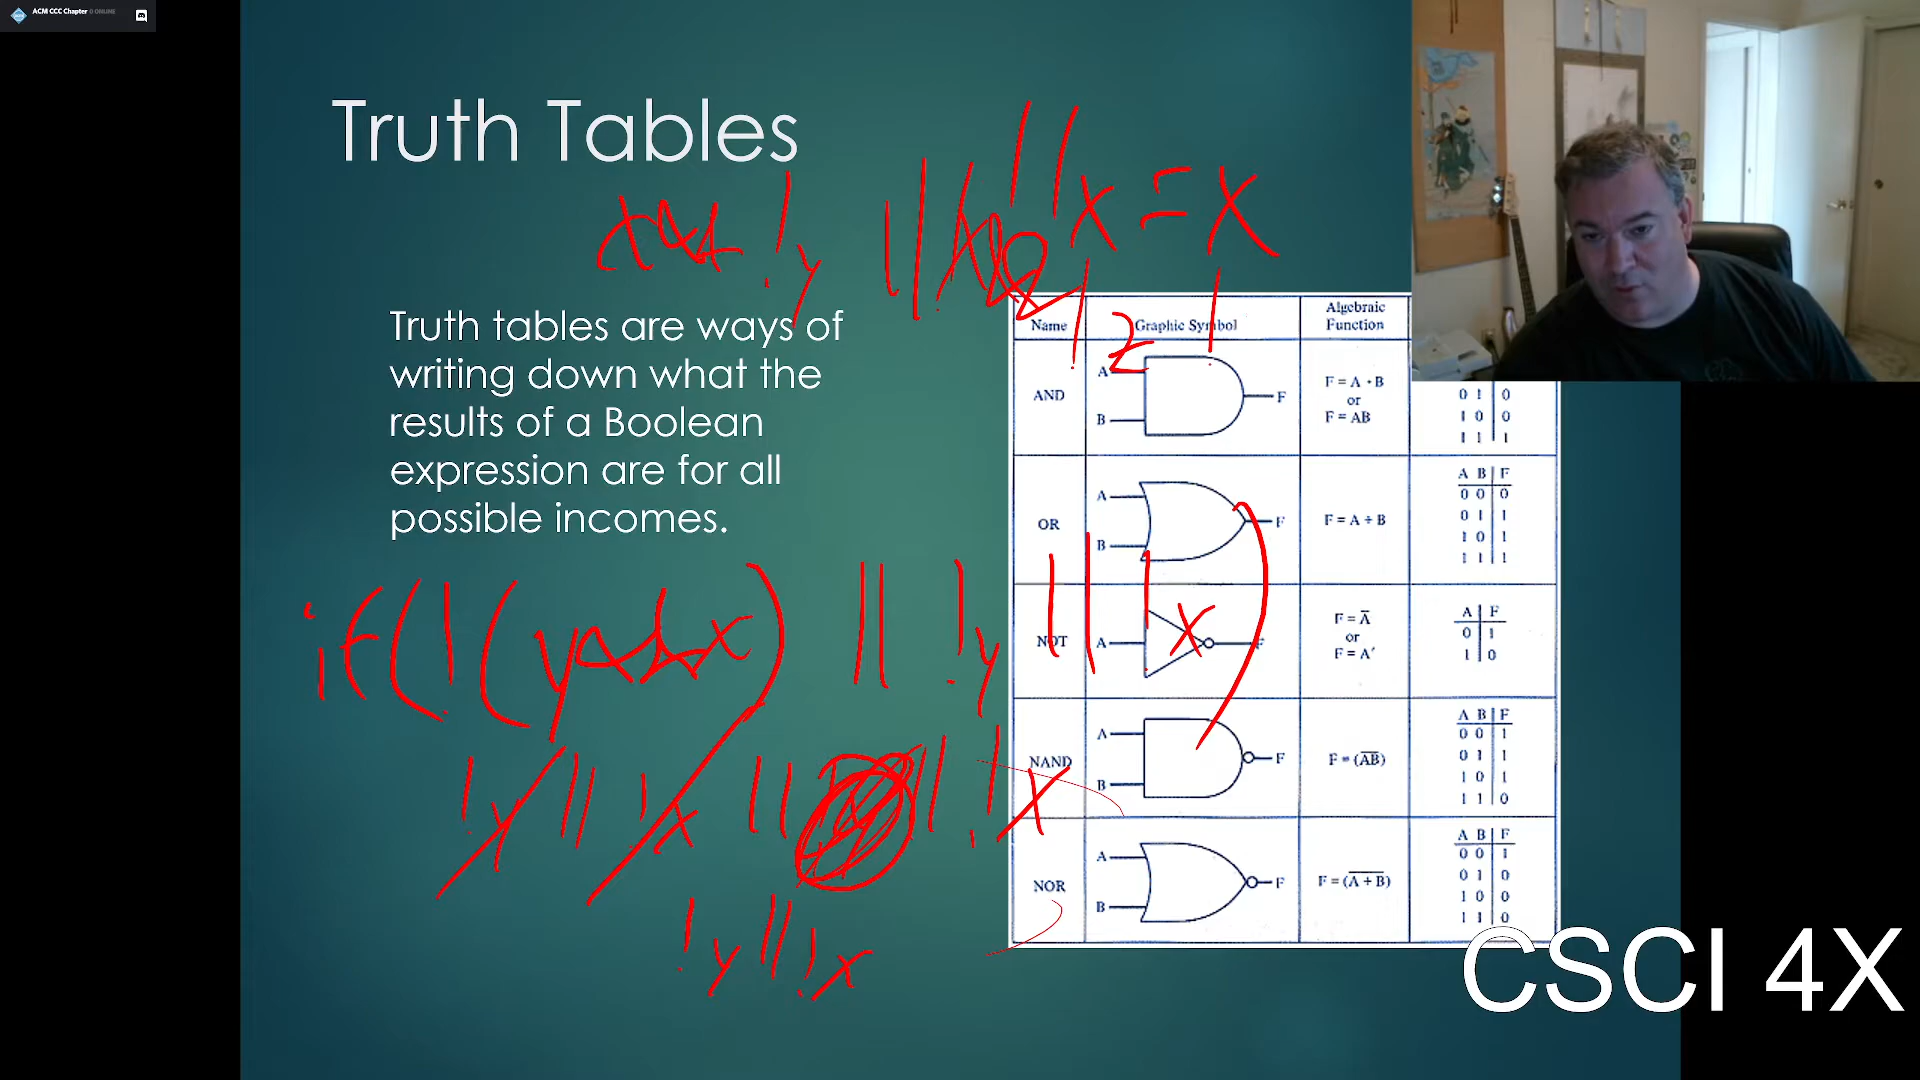 ACM CCC Chapter 0 ONLINE
Truth Tables
!y || x = x
Truth tables are ways of
writing down what the
results of a Boolean
expression are for all
possible incomes.
Name Graphic Symbol Algebraic Function
AND A B F F = A • B or F = AB
0 1 0
1 0 0
1 1 1
OR A B F F = A + B
A B F
0 0 0
0 1 1
1 0 1
1 1 1
NOT A F F = A̅ or F = A'
A F
0 1
1 0
NAND A B F F = (A̅B̅)
A B F
0 0 1
0 1 1
1 0 1
1 1 0
NOR A B F F = (A̅ ̅+̅ ̅B̅)
A B F
0 0 1
0 1 0
1 0 0
1 1 0
if(!(y&&x) || !y || !x)
!y || !x || || !x
!y || !x
CSCI 4X